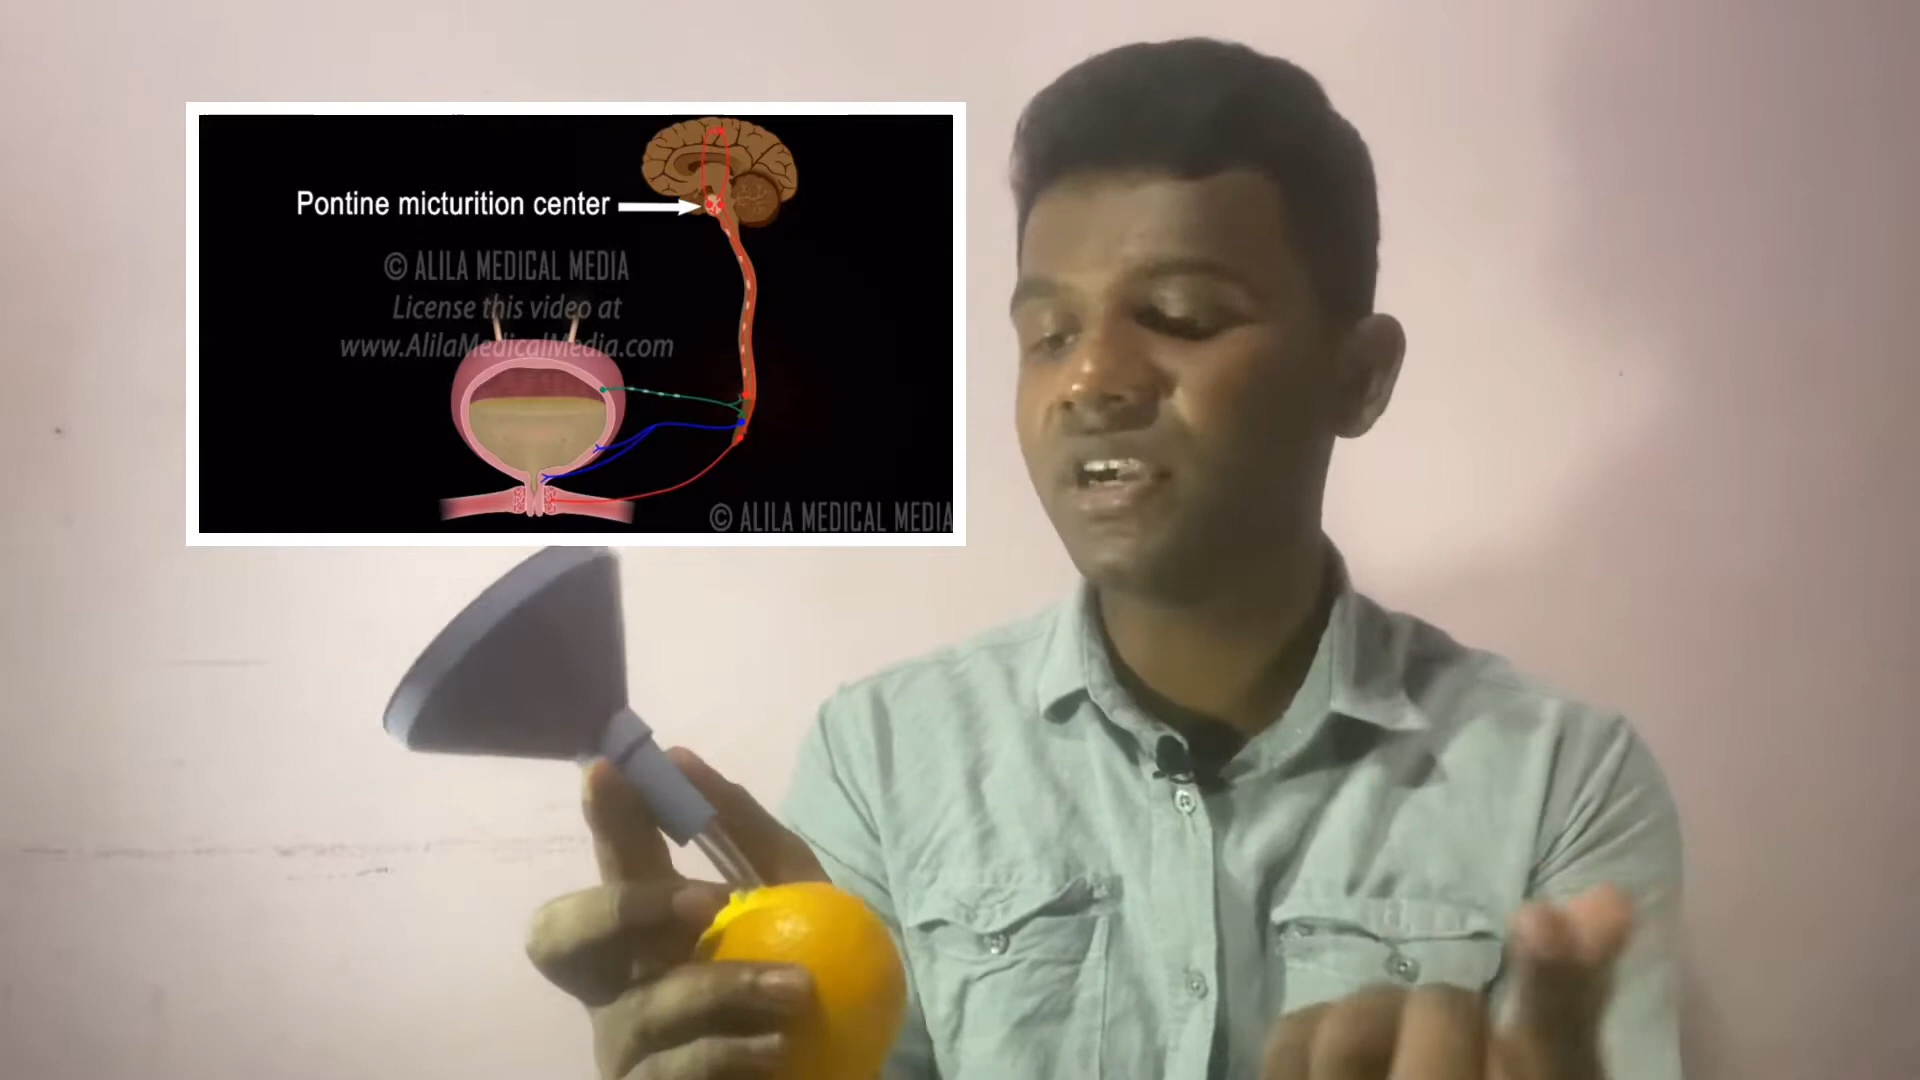 Pontine micturition center
© ALILA MEDICAL MEDIA
License this video at
www.AlilaMedicalMedia.com
© ALILA MEDICAL MEDIA